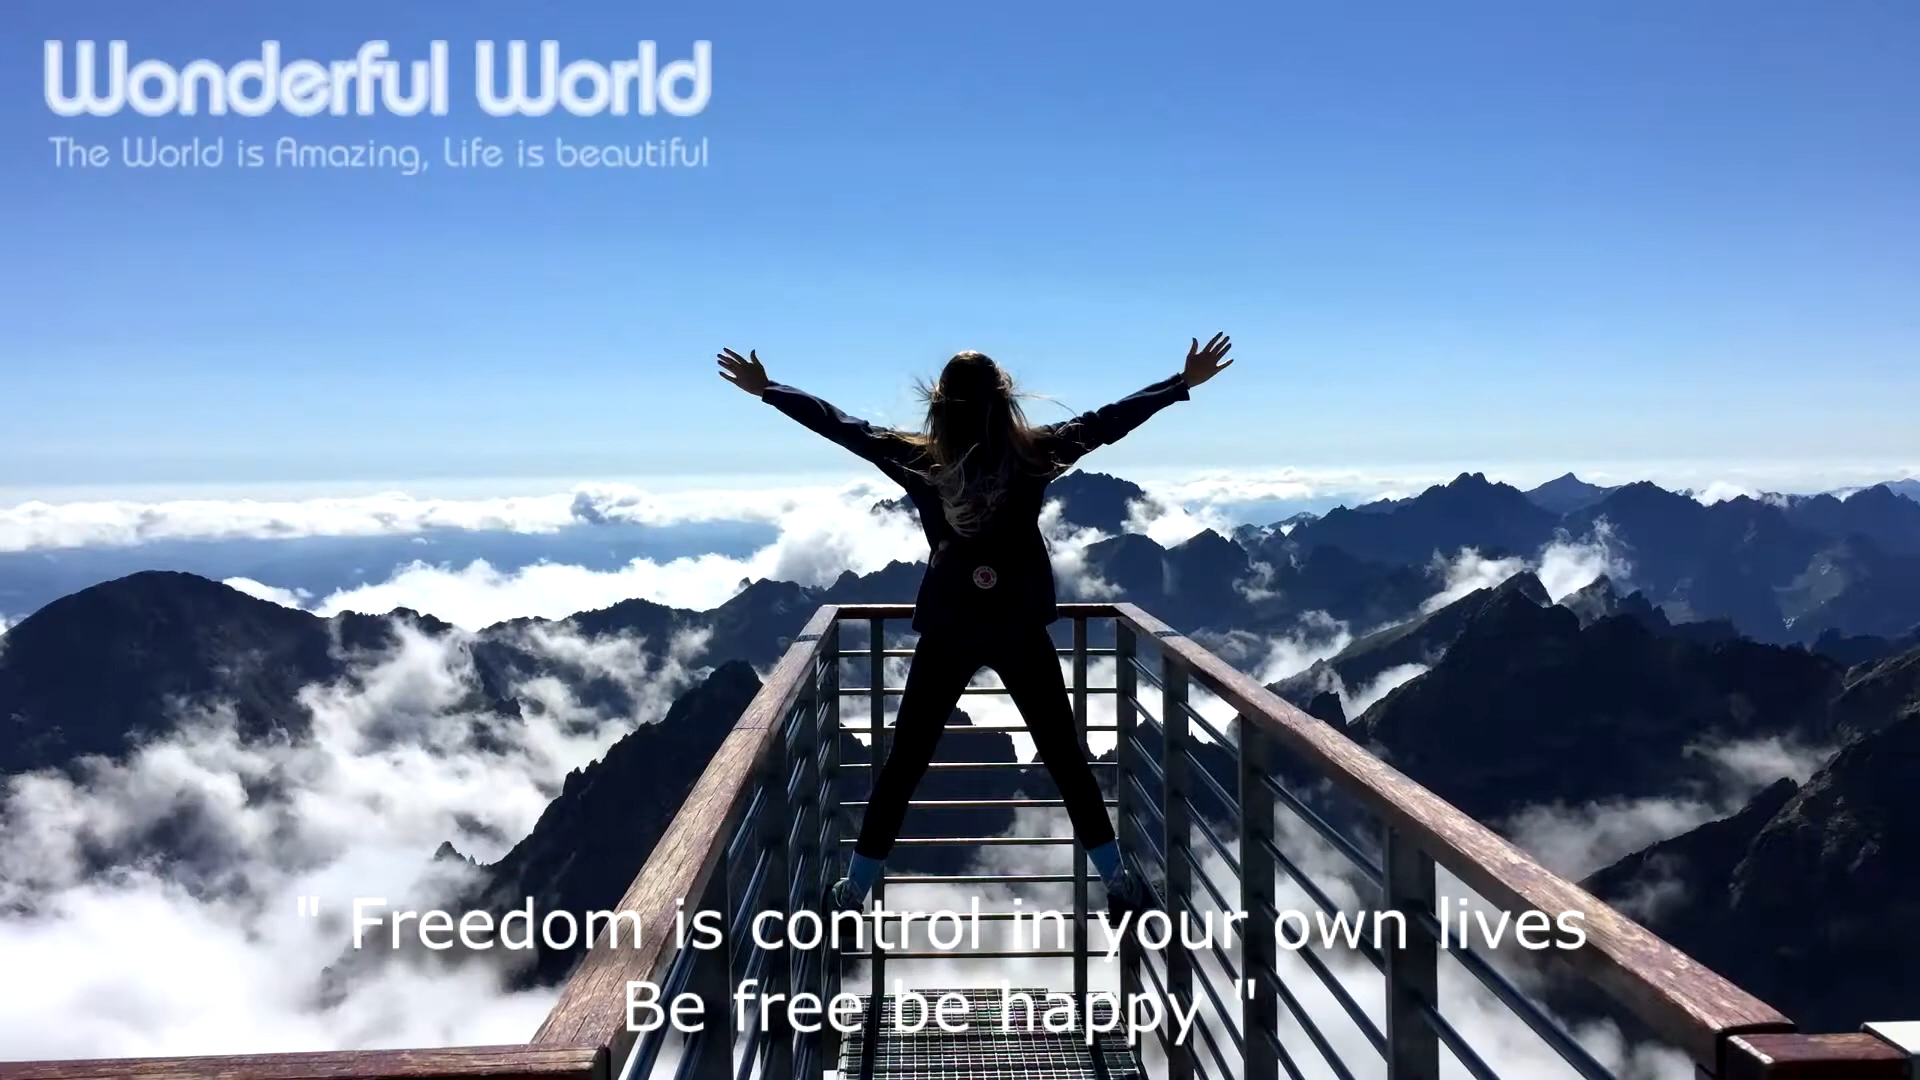 Wonderful World
The World is Amazing, Life is beautiful
" Freedom is control in your own lives
Be free be happy "